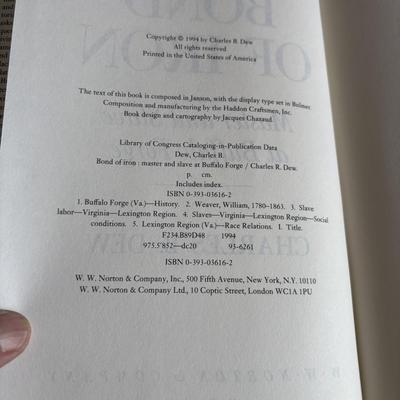 Copyright © 1994 by Charles B. Dew
All rights reserved
Printed in the United States of America
The text of this book is composed in Janson, with the display type set in Bulmer.
Composition and manufacturing by the Haddon Craftsmen, Inc.
Book design and cartography by Jacques Chazaud.
Library of Congress Cataloging-in-Publication Data
Dew, Charles B.
Bond of iron : master and slave at Buffalo Forge / Charles R. Dew.
p. cm.
Includes index.
ISBN 0-393-03616-2
1. Buffalo Forge (Va.)—History. 2. Weaver, William, 1780–1863. 3. Slave
labor—Virginia—Lexington Region. 4. Slaves—Virginia—Lexington Region—Social
conditions. 5. Lexington Region (Va.)—Race Relations. I. Title.
F234.B89D48 1994
975.5'852—dc20 93-6261
ISBN 0-393-03616-2
W. W. Norton & Company, Inc., 500 Fifth Avenue, New York, N.Y. 10110
W. W. Norton & Company Ltd., 10 Coptic Street, London WC1A 1PU